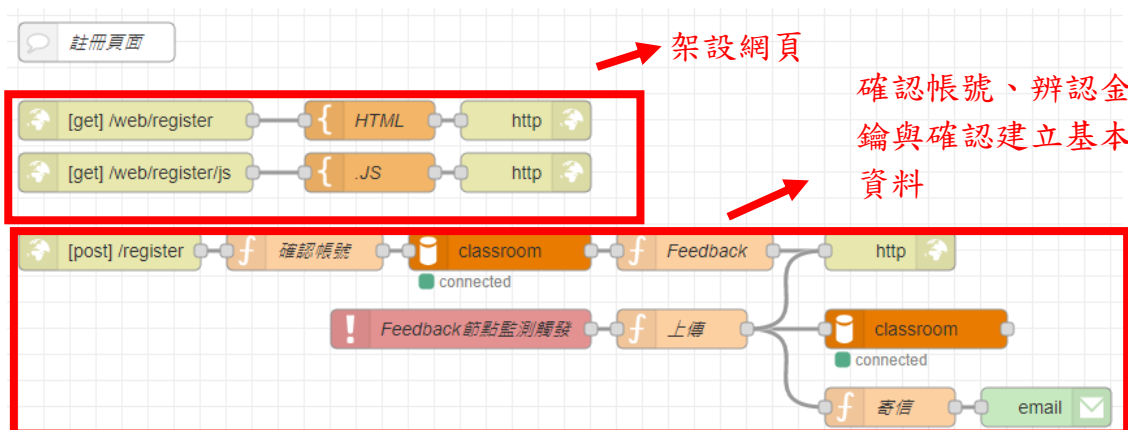 註冊頁面
架設網頁
確認帳號、辨認金
鑰與確認建立基本
資料
[get] /web/register
HTML
http
[get] /web/register/js
.JS
http
[post] /register
確認帳號
classroom
connected
Feedback
http
Feedback節點監測觸發
上傳
classroom
connected
寄信
email